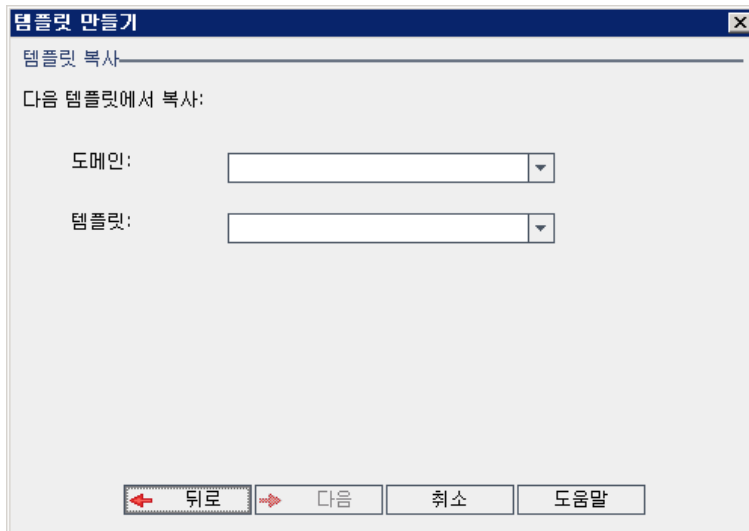 템플릿 만들기
템플릿 복사
다음 템플릿에서 복사:
도메인:
템플릿:
뒤로 다음 취소 도움말